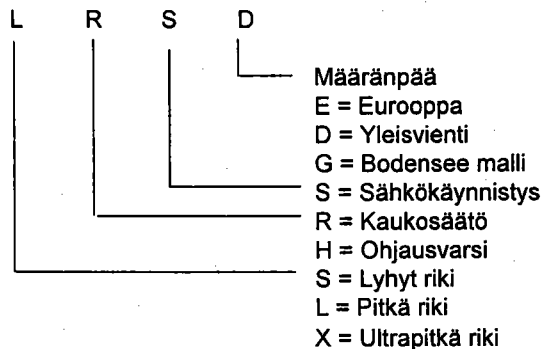 L R S D
Määränpää
E = Eurooppa
D = Yleisvienti
G = Bodensee malli
S = Sähkökäynnistys
R = Kaukosäätö
H = Ohjausvarsi
S = Lyhyt riki
L = Pitkä riki
X = Ultrapitkä riki